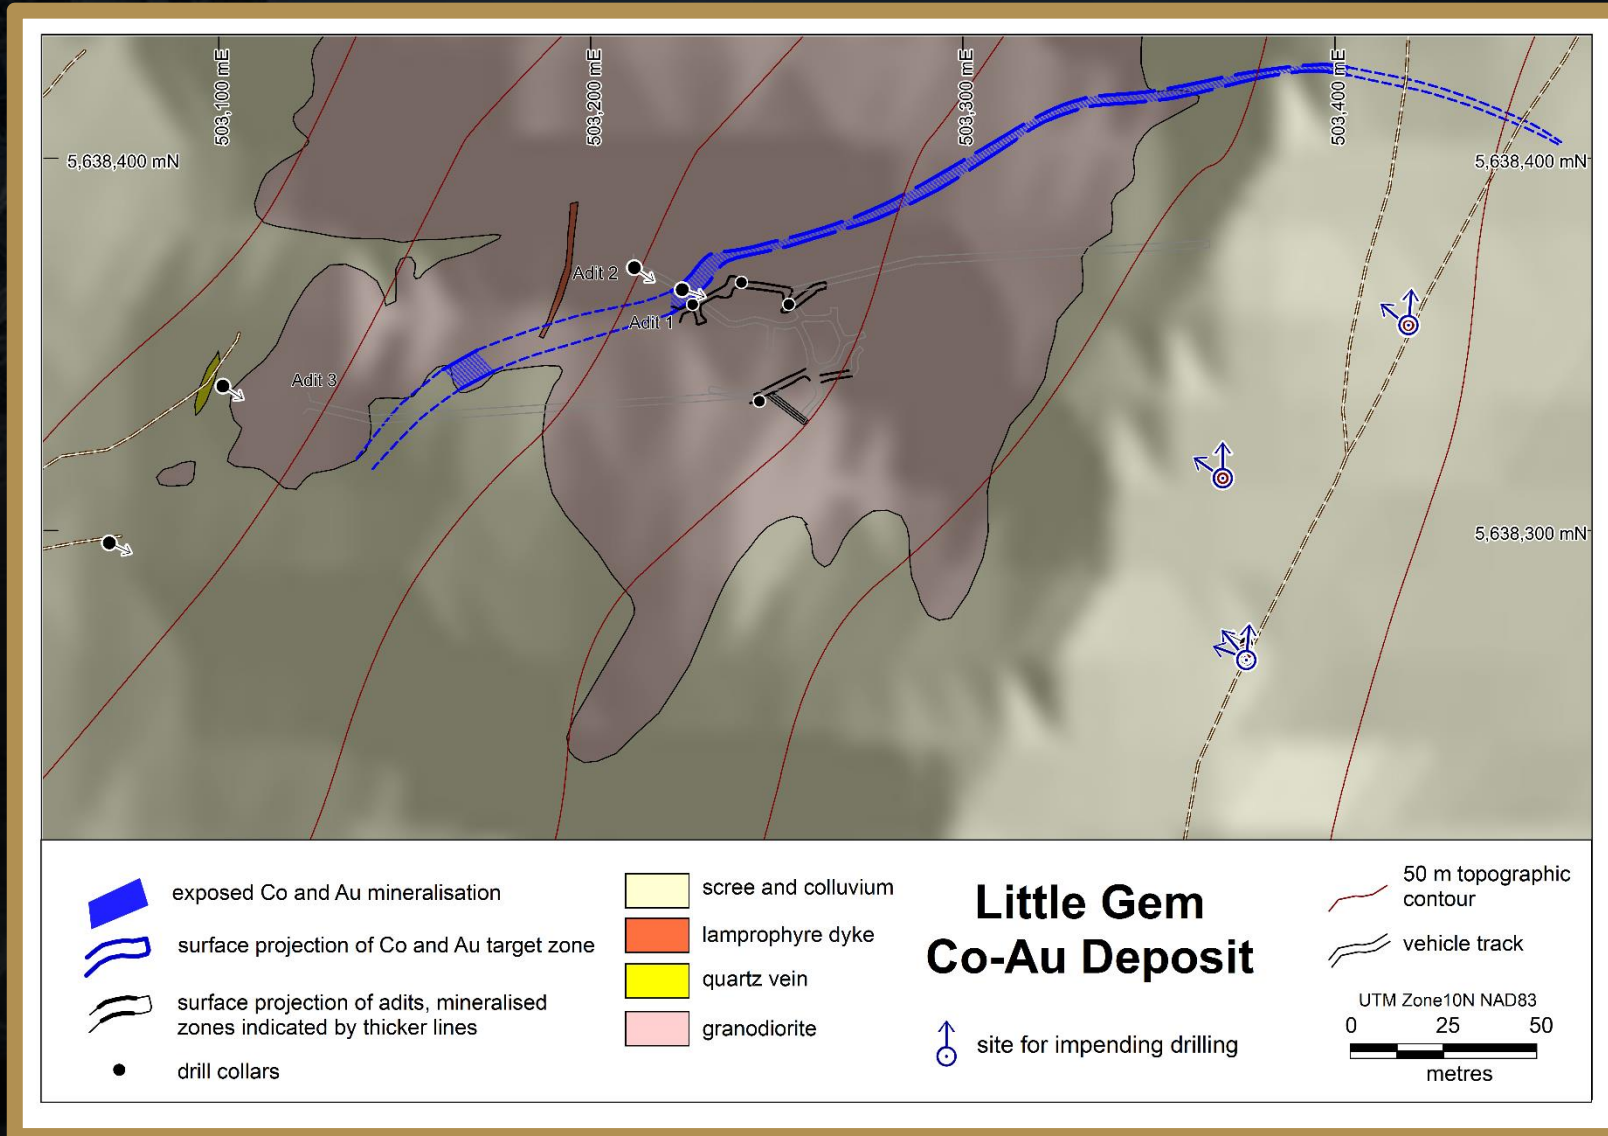 503,100 mE
503,200 mE
503,300 mE
503,400 mE
5,638,400 mN
5,638,400 mN
Adit 2
Adit 1
Adit 3
5,638,300 mN
exposed Co and Au mineralisation
surface projection of Co and Au target zone
surface projection of adits, mineralised
zones indicated by thicker lines
drill collars
scree and colluvium
lamprophyre dyke
quartz vein
granodiorite
Little Gem
Co-Au Deposit
site for impending drilling
50 m topographic
contour
vehicle track
UTM Zone10N NAD83
0 25 50
metres